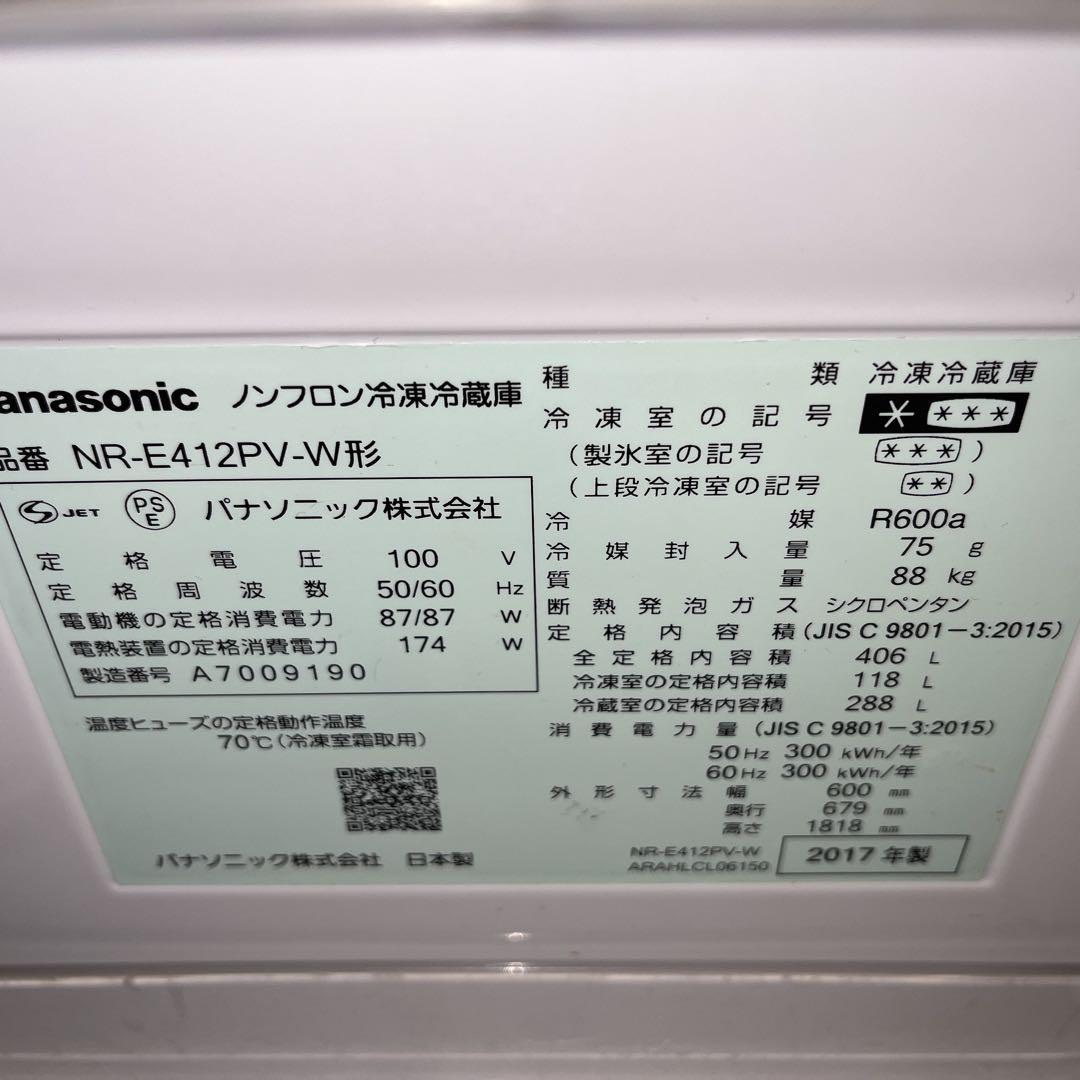 anasonic ノンフロン冷凍冷蔵庫
品番 NR-E412PV-W形
JET PSE パナソニック株式会社
定格電圧 100 V
定格周波数 50/60 Hz
電動機の定格消費電力 87/87 W
電熱装置の定格消費電力 174 W
製造番号 A7009190
温度ヒューズの定格動作温度
70℃(冷凍室霜取用)
パナソニック株式会社 日本製
種類 冷凍冷蔵庫
冷凍室の記号 * ***
(製氷室の記号 ***)
(上段冷凍室の記号 **)
冷媒 R600a
冷媒封入量 75 g
質量 88 kg
断熱発泡ガス シクロペンタン
定格内容積(JIS C 9801-3:2015)
全定格内容積 406 L
冷凍室の定格内容積 118 L
冷蔵室の定格内容積 288 L
消費電力量(JIS C 9801-3:2015)
50Hz 300 kWh/年
60Hz 300 kWh/年
外形寸法 幅 600 mm
奥行 679 mm
高さ 1818 mm
NR-E412PV-W
ARAHLCL06150
2017年製